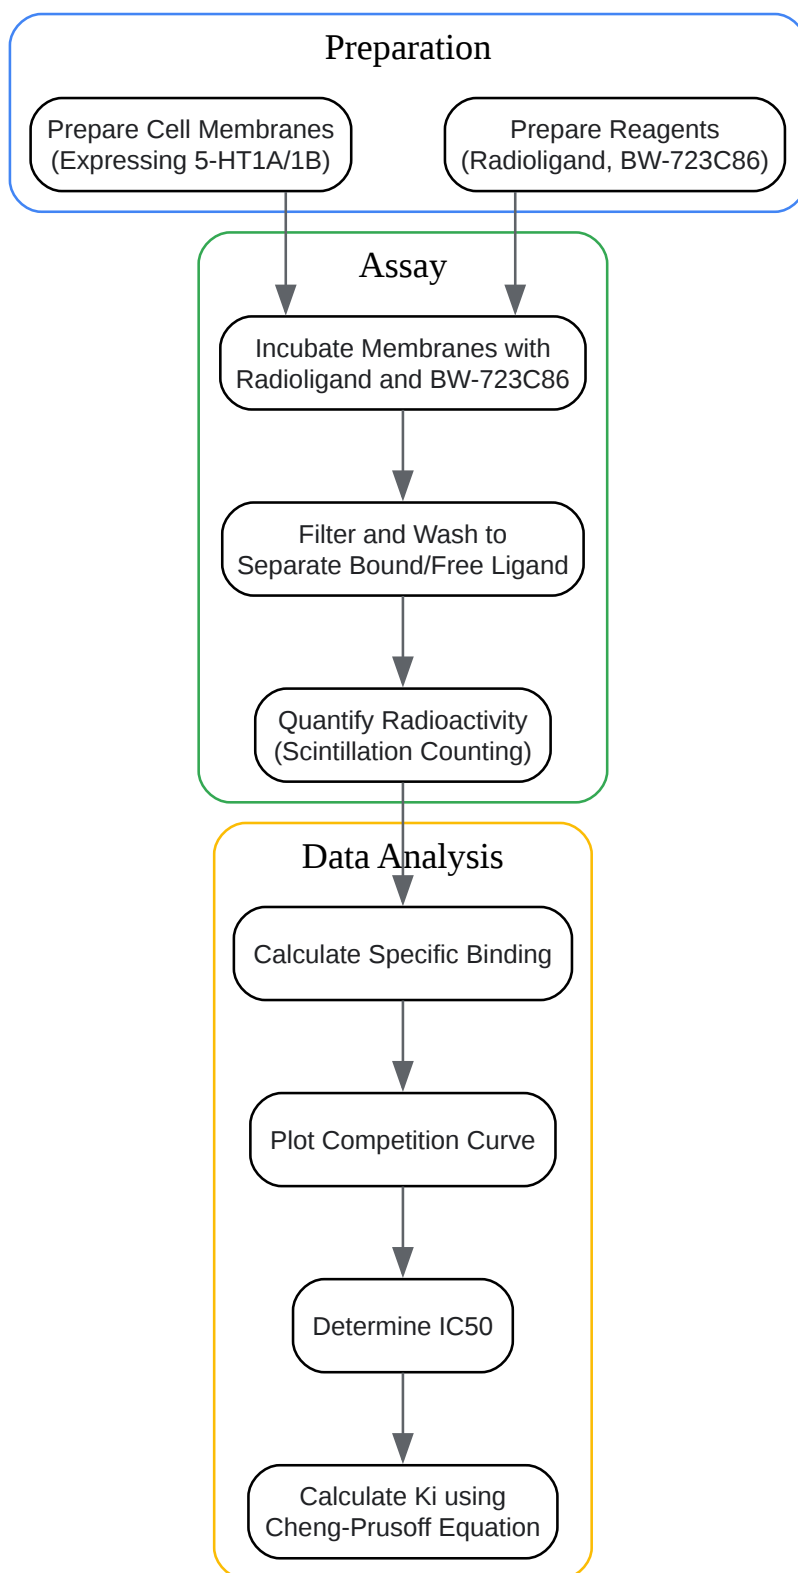 Preparation
Prepare Cell Membranes
(Expressing 5-HT1A/1B)
Prepare Reagents
(Radioligand, BW-723C86)
Assay
Incubate Membranes with
Radioligand and BW-723C86
Filter and Wash to
Separate Bound/Free Ligand
Quantify Radioactivity
(Scintillation Counting)
Data Analysis
Calculate Specific Binding
Plot Competition Curve
Determine IC50
Calculate Ki using
Cheng-Prusoff Equation